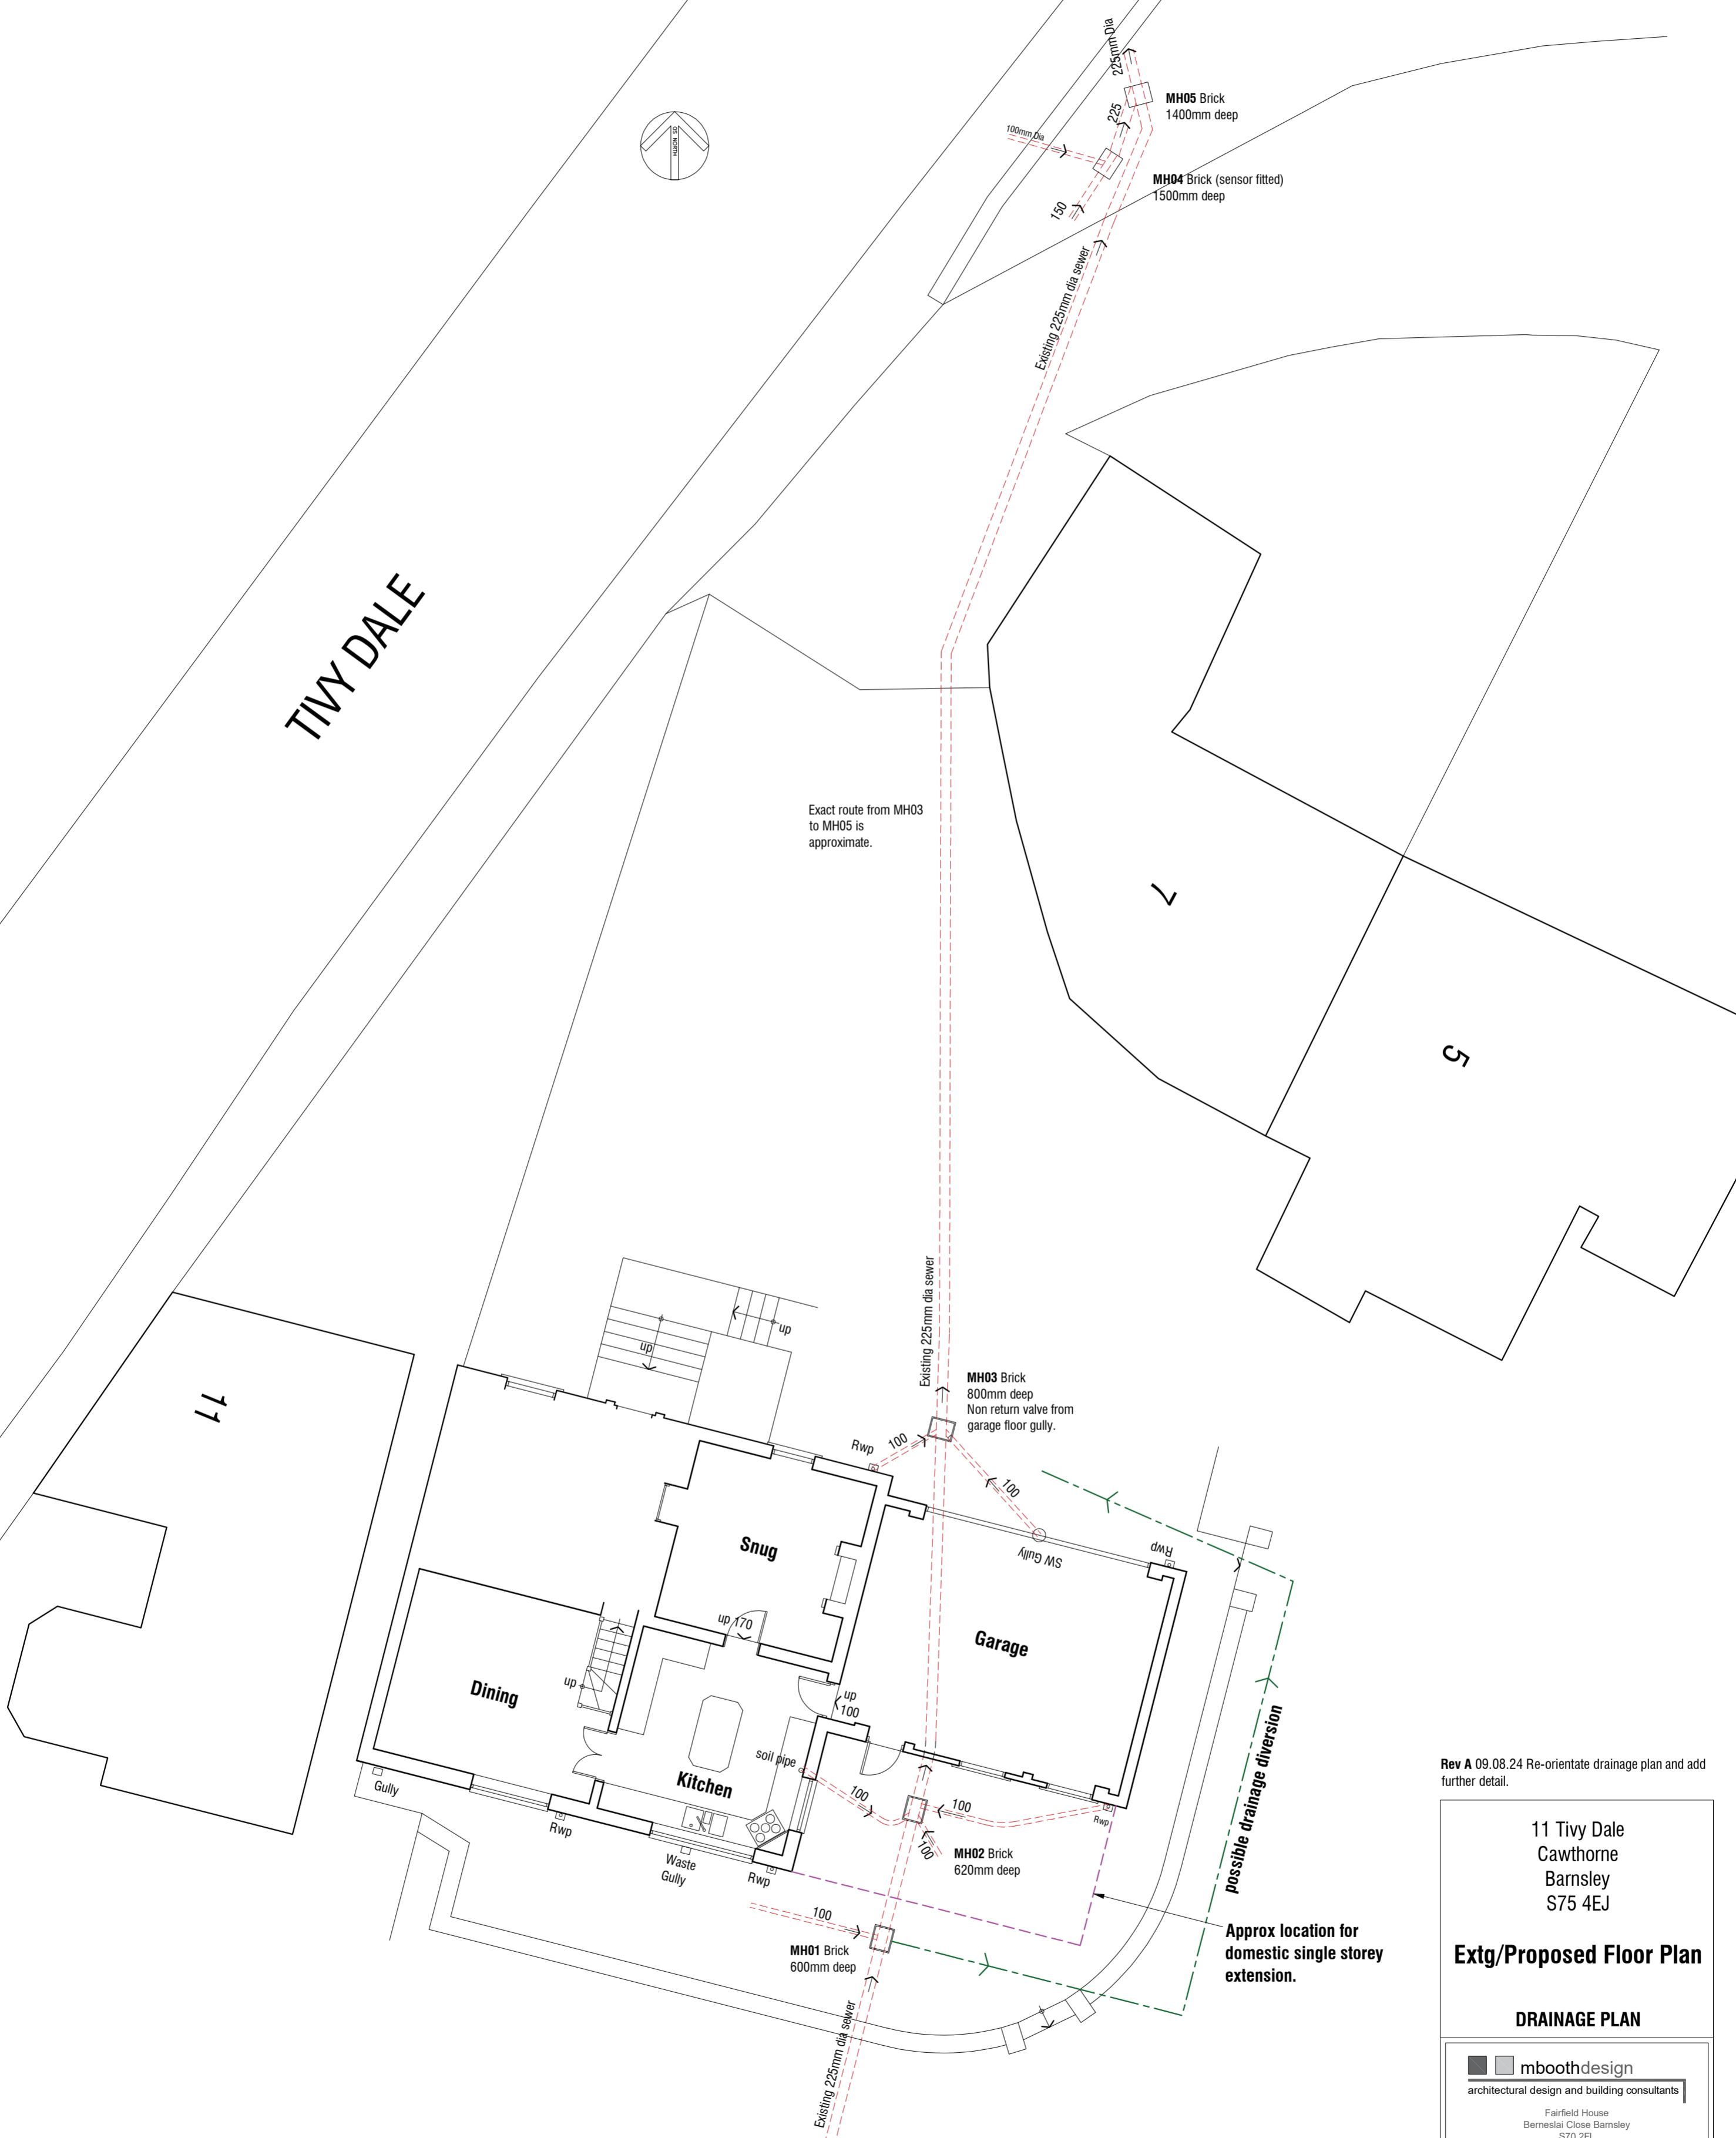 225mm Dia
MH05 Brick
1400mm deep
225
100mm Dia
OS NORTH
MH04 Brick (sensor fitted)
1500mm deep
150
Existing 225mm dia sewer
TIVY DALE
Exact route from MH03
to MH05 is
approximate.
7
5
Existing 225mm dia sewer
up
up
MH03 Brick
800mm deep
Non return valve from
garage floor gully.
11
Rwp
100
100
SW Gully
Rwp
Snug
up 170
Garage
Dining
up
up
100
soil pipe
Kitchen
100
100
Rwp
100
MH02 Brick
620mm deep
Gully
Rwp
Waste
Gully
Rwp
possible drainage diversion
100
MH01 Brick
600mm deep
Approx location for
domestic single storey
extension.
Existing 225mm dia sewer
Rev A 09.08.24 Re-orientate drainage plan and add
further detail.
11 Tivy Dale
Cawthorne
Barnsley
S75 4EJ
Extg/Proposed Floor Plan
DRAINAGE PLAN
mboothdesign
architectural design and building consultants
Fairfield House
Berneslai Close Barnsley